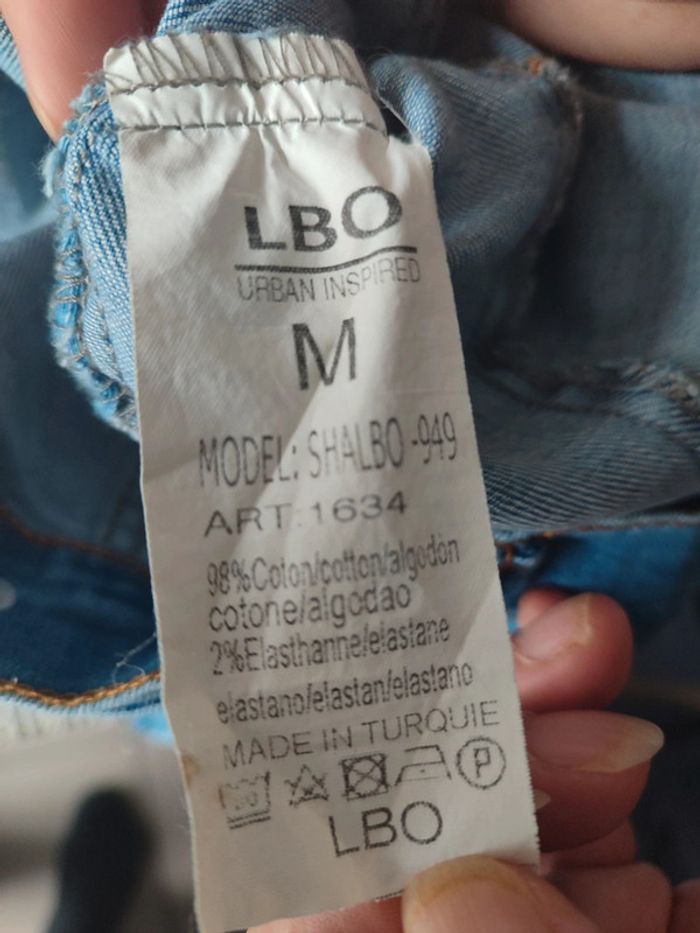 LBO
URBAN INSPIRED
M
MODEL: SHALBO-949
ART:1634
98%Coton/cotton/algodón
cotone/algodao
2%Elasthanne/elastane
elastano/elastan/elastano
MADE IN TURQUIE
P
LBO